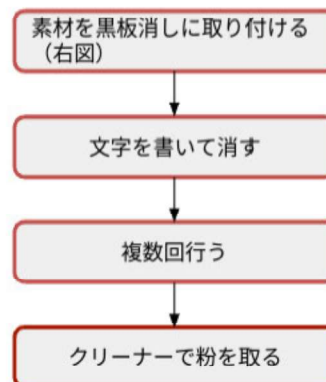 素材を黒板消しに取り付ける
（右図）
文字を書いて消す
複数回行う
クリーナーで粉を取る